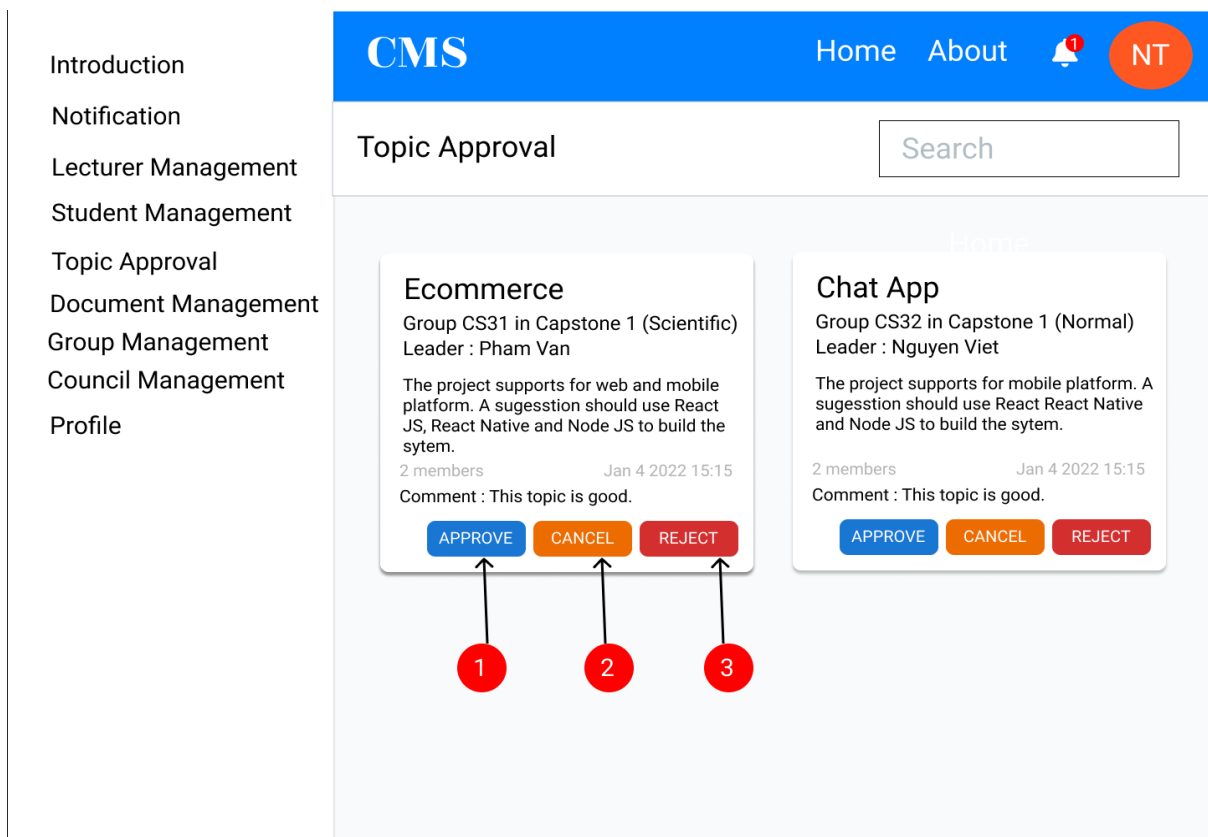 Introduction
Notification
Lecturer Management
Student Management
Topic Approval
Document Management
Group Management
Council Management
Profile
CMS
Home
About
1
NT
Topic Approval
Search
Home
Ecommerce
Group CS31 in Capstone 1 (Scientific)
Leader : Pham Van
The project supports for web and mobile
platform. A sugesstion should use React
JS, React Native and Node JS to build the
sytem.
2 members
Jan 4 2022 15:15
Comment : This topic is good.
APPROVE
CANCEL
REJECT
1
2
3
Chat App
Group CS32 in Capstone 1 (Normal)
Leader : Nguyen Viet
The project supports for mobile platform. A
sugesstion should use React React Native
and Node JS to build the sytem.
2 members
Jan 4 2022 15:15
Comment : This topic is good.
APPROVE
CANCEL
REJECT